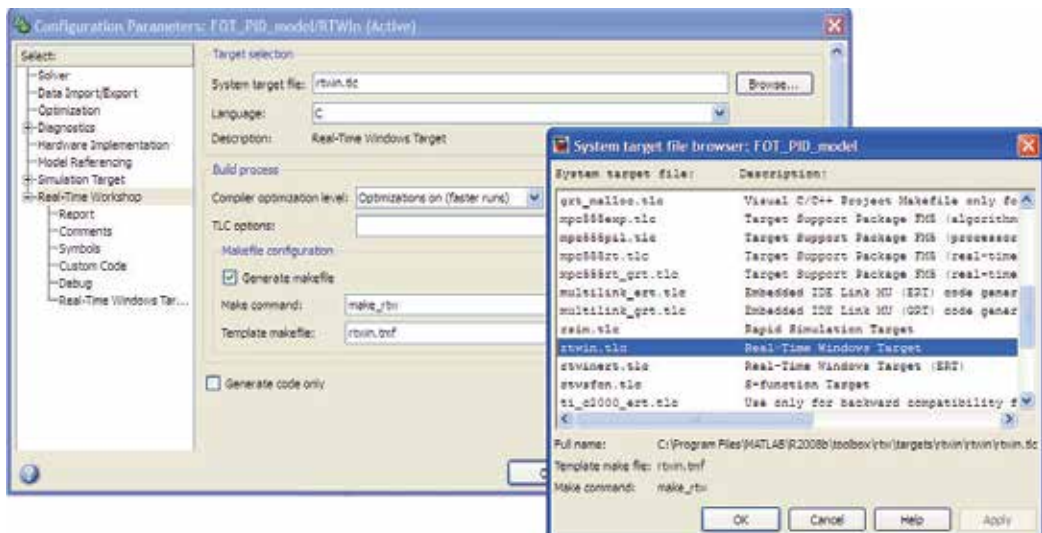 Configuration Parameters: FOT_PID_model/RTWin (Active)
Select:
Solver
Data Import/Export
Optimization
Diagnostics
Hardware Implementation
Model Referencing
Simulation Target
Real-Time Workshop
Report
Comments
Symbols
Custom Code
Debug
Real-Time Windows Tar...
Target selection
System target file: rtwin.tlc
Browse...
Language: C
Description: Real-Time Windows Target
Build process
Compiler optimization level: Optimizations on (faster runs)
TLC options:
Makefile configuration
Generate makefile
Make command: make_rtw
Template makefile: rtwin.tmf
Generate code only
System target file browser: FOT_PID_model
System target file: Description:
grt_malloc.tlc Visual C/C++ Project Makefile only fo
mpc555exp.tlc Target Support Package FM5 (algorithm
mpc555pil.tlc Target Support Package FM5 (processor
mpc555rt.tlc Target Support Package FM5 (real-time
mpc555rt_grt.tlc Target Support Package FM5 (real-time
multilink_ert.tlc Embedded IDE Link MU (ERT) code gener
multilink_grt.tlc Embedded IDE Link MU (GRT) code gener
rsim.tlc Rapid Simulation Target
rtwin.tlc Real-Time Windows Target
rtwinert.tlc Real-Time Windows Target (ERT)
rtwsfcn.tlc S-function Target
ti_c2000_ert.tlc Use only for backward compatibility f
Full name: C:\Program Files\MATLAB\R2008b\toolbox\rtw\targets\rtwin\rtwin\rtwin.tlc
Template make file: rtwin.tmf
Make command: make_rtw
OK Cancel Help Apply